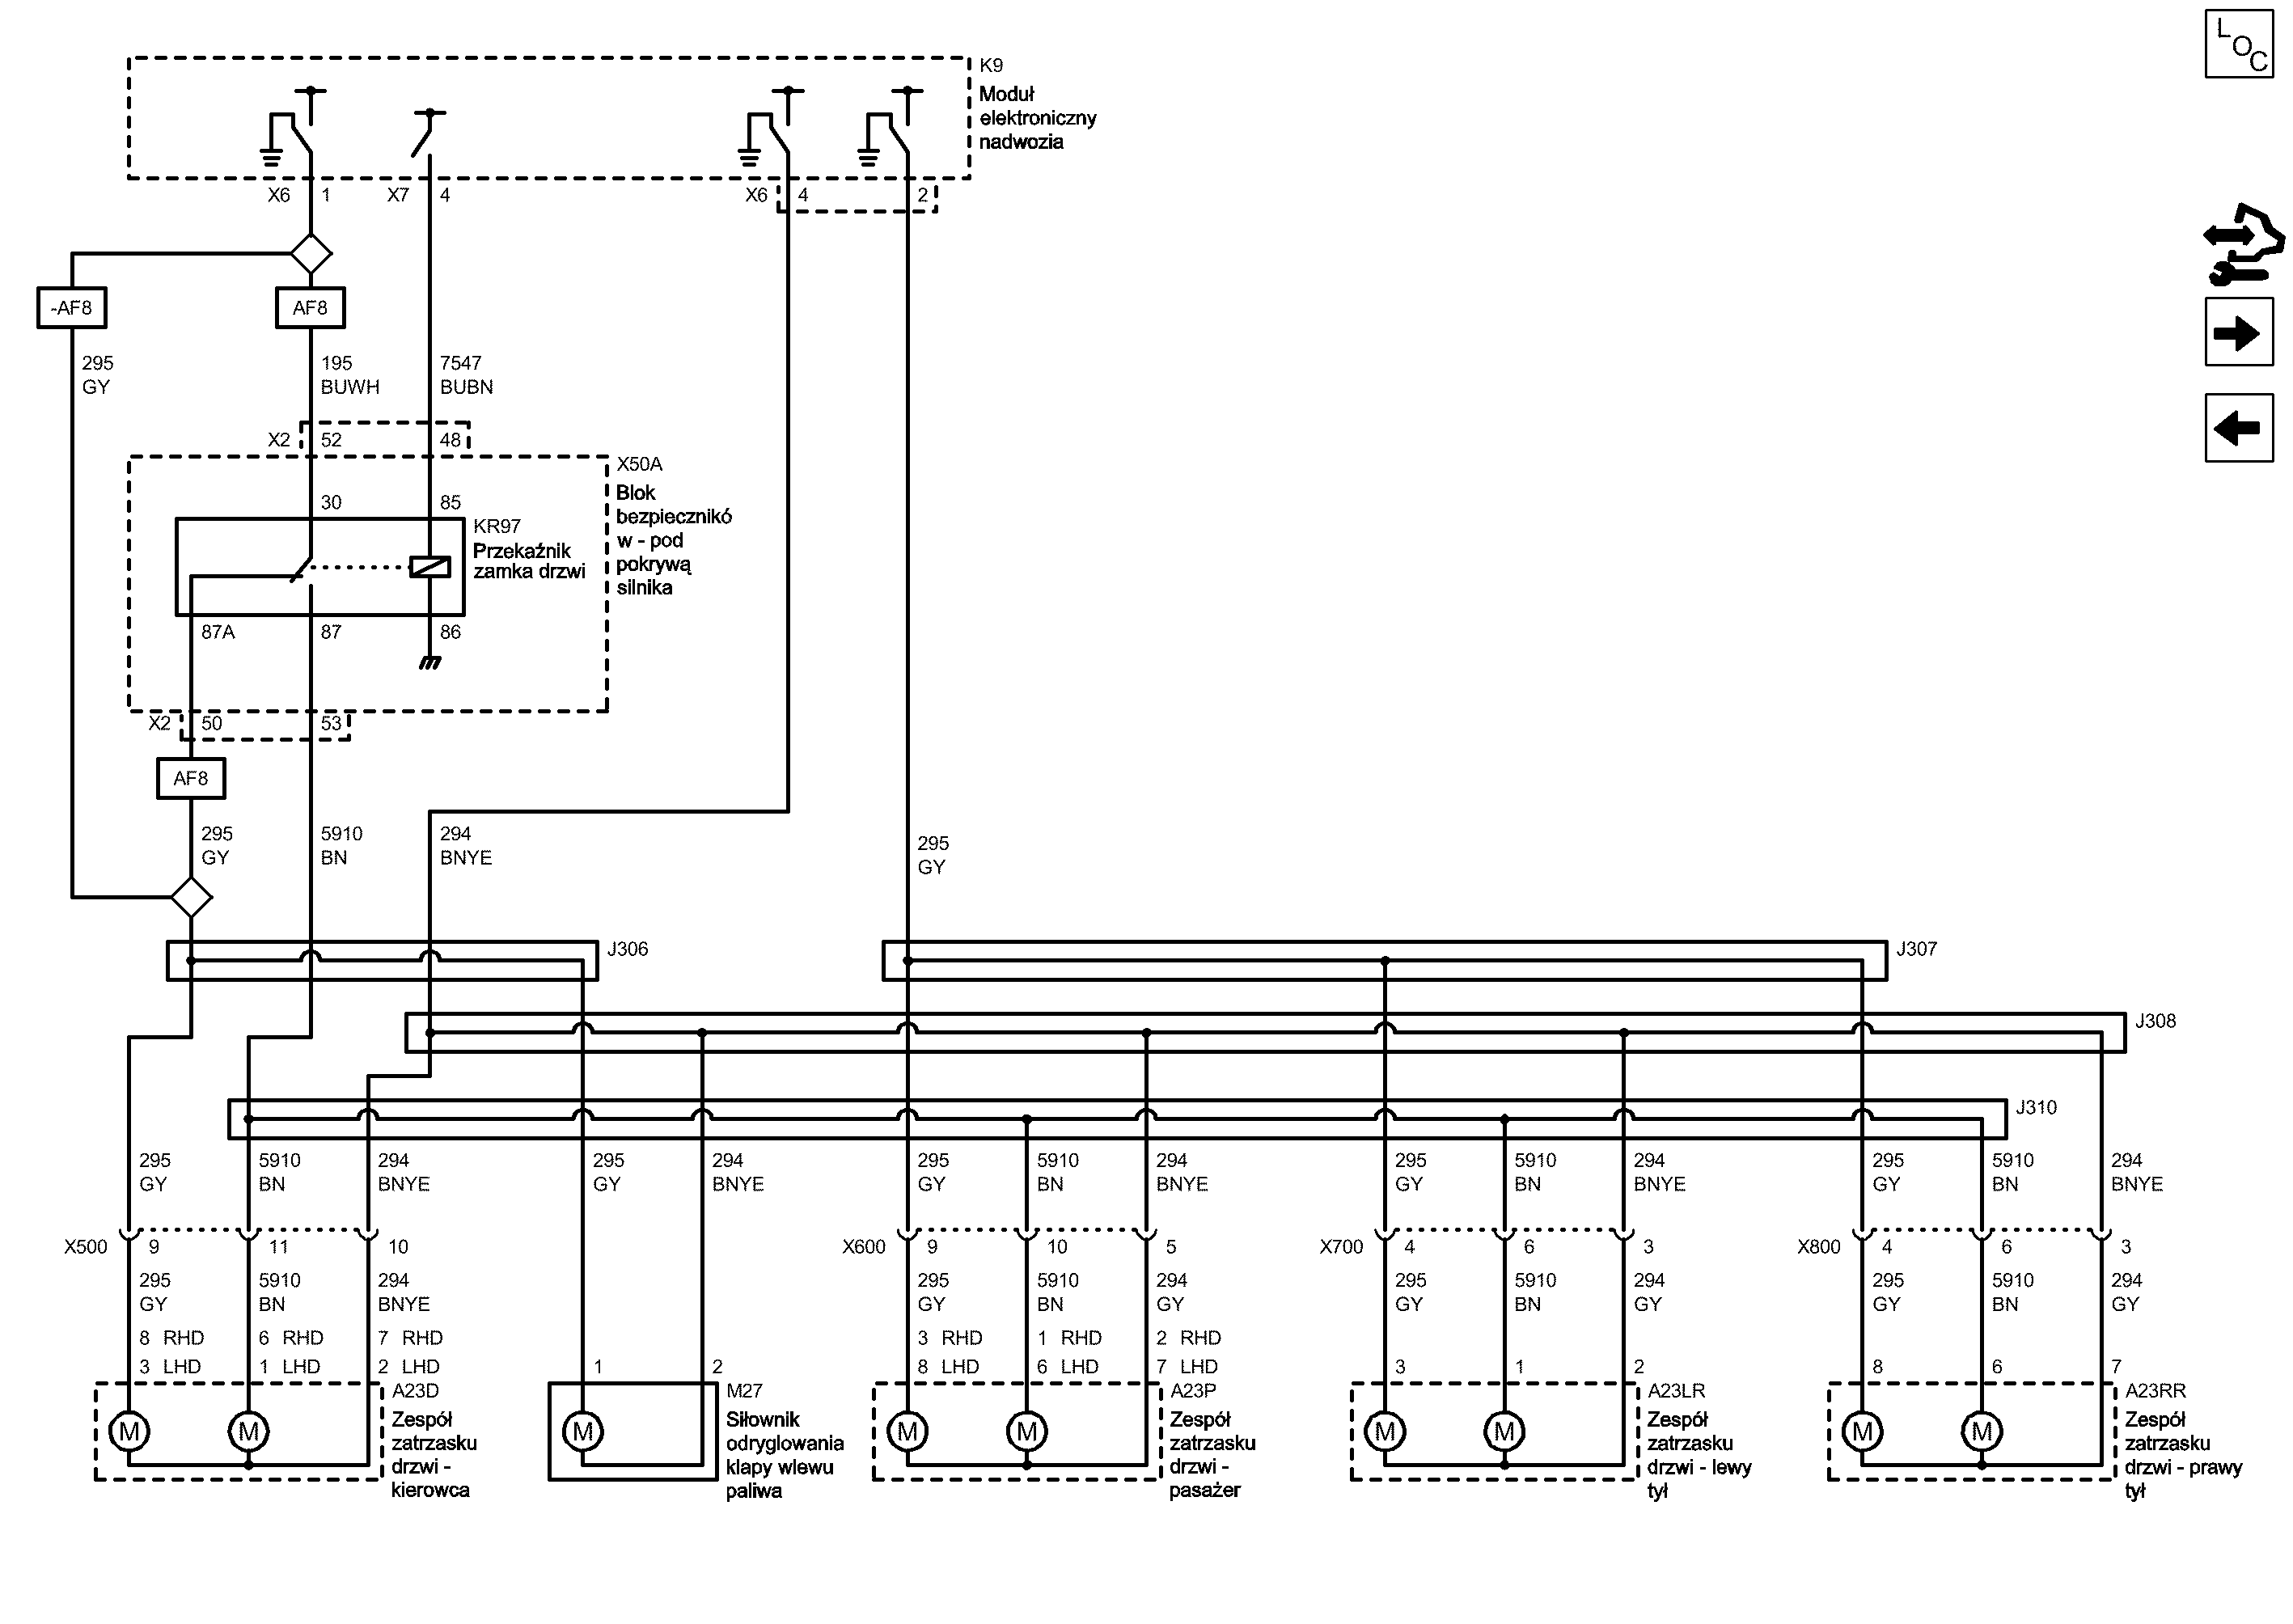 L O C
K9
Moduł
elektroniczny
nadwozia
X6 1 X7 4 X6 4 2
-AF8 AF8
295 195 7547
GY BUWH BUBN
X2 52 48
X50A
Blok
bezpiecznikó
w - pod
pokrywą
silnika
30 85
KR97
Przekaźnik
zamka drzwi
87A 87 86
X2 50 53
AF8
295 5910 294 295
GY BN BNYE GY
J306 J307
J308
J310
295 5910 294 295 294 295 5910 294 295 5910 294 295 5910 294
GY BN BNYE GY BNYE GY BN BNYE GY BN BNYE GY BN BNYE
X500 9 11 10 X600 9 10 5 X700 4 6 3 X800 4 6 3
295 5910 294 295 5910 294 295 5910 294 295 5910 294
GY BN BNYE GY BN GY GY BN GY GY BN GY
8 RHD 6 RHD 7 RHD 3 RHD 1 RHD 2 RHD
3 LHD 1 LHD 2 LHD 1 2 8 LHD 6 LHD 7 LHD 3 1 2 8 6 7
A23D
Zespół
zatrzasku
drzwi -
kierowca
M M
M27
Siłownik
odryglowania
klapy wlewu
paliwa
M
A23P
Zespół
zatrzasku
drzwi -
pasażer
M M
A23LR
Zespół
zatrzasku
drzwi - lewy
tył
M M
A23RR
Zespół
zatrzasku
drzwi - prawy
tył
M M